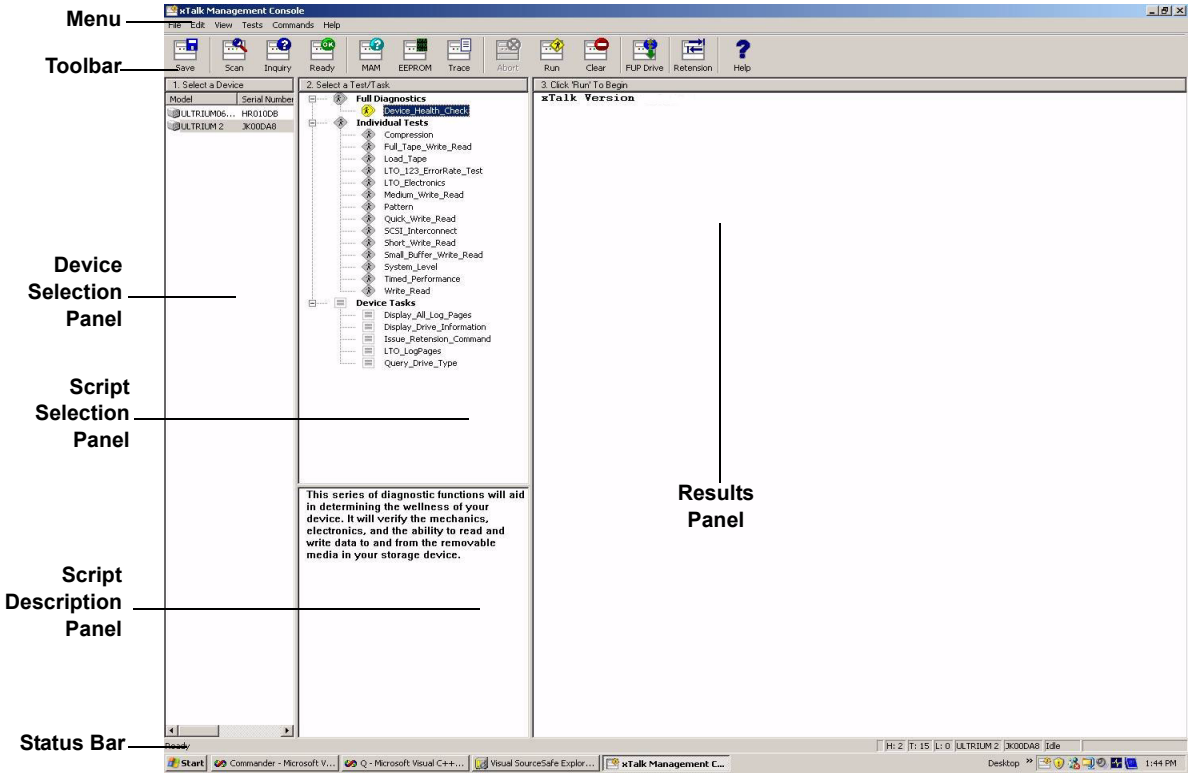 Menu
Toolbar
Device
Selection
Panel
Script
Selection
Panel
Script
Description
Panel
Status Bar
xTalk Management Console
File Edit View Tests Commands Help
Save Scan Inquiry Ready MAM EEPROM Trace Abort Run Clear FUP Drive Retension Help
1. Select a Device
Model Serial Number
ULTRIUM06... HR010DB
ULTRIUM 2 JK00DA8
2. Select a Test/Task
Full Diagnostics
Device_Health_Check
Individual Tests
Compression
Full_Tape_Write_Read
Load_Tape
LTO_123_ErrorRate_Test
LTO_Electronics
Medium_Write_Read
Pattern
Quick_Write_Read
SCSI_Interconnect
Short_Write_Read
Small_Buffer_Write_Read
System_Level
Timed_Performance
Write_Read
Device Tasks
Display_All_Log_Pages
Display_Drive_Information
Issue_Retension_Command
LTO_LogPages
Query_Drive_Type
This series of diagnostic functions will aid
in determining the wellness of your
device. It will verify the mechanics,
electronics, and the ability to read and
write data to and from the removable
media in your storage device.
3. Click 'Run' To Begin
xTalk Version
Results
Panel
Ready
H: 2 T: 15 L: 0 ULTRIUM 2 JK00DA8 Idle
Start Commander - Microsoft V... Q - Microsoft Visual C++... Visual SourceSafe Explor... xTalk Management C... Desktop » 1:44 PM